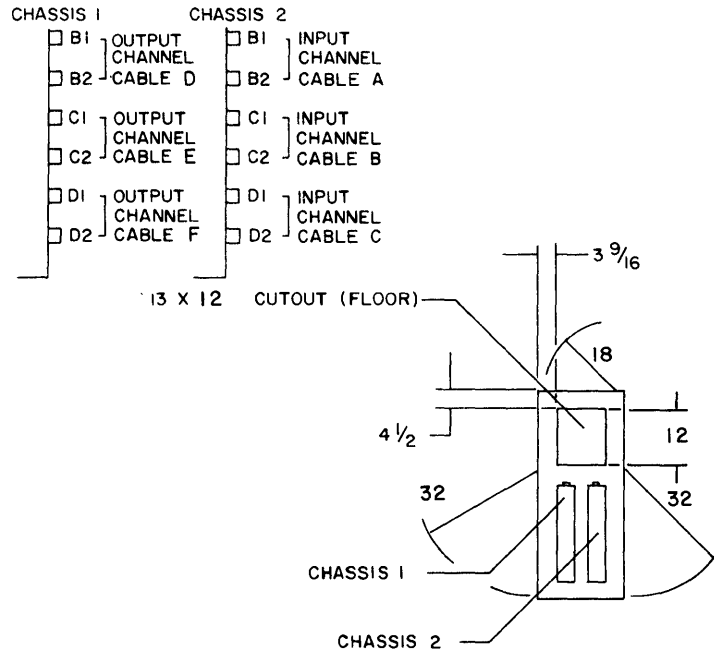 CHASSIS 1
CHASSIS 2
B1 OUTPUT
CHANNEL
B2 CABLE D
C1 OUTPUT
CHANNEL
C2 CABLE E
D1 OUTPUT
CHANNEL
D2 CABLE F
B1 INPUT
CHANNEL
B2 CABLE A
C1 INPUT
CHANNEL
C2 CABLE B
D1 INPUT
CHANNEL
D2 CABLE C
3 9/16
13 X 12 CUTOUT (FLOOR)
18
4 1/2
12
32
32
CHASSIS 1
CHASSIS 2